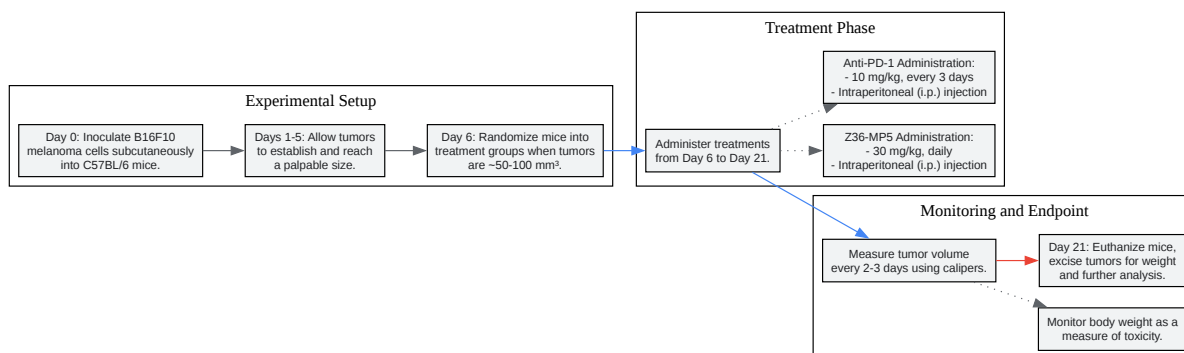 Experimental Setup
Day 0: Inoculate B16F10
melanoma cells subcutaneously
into C57BL/6 mice.
Days 1-5: Allow tumors
to establish and reach
a palpable size.
Day 6: Randomize mice into
treatment groups when tumors
are ~50-100 mm³.
Treatment Phase
Administer treatments
from Day 6 to Day 21.
Anti-PD-1 Administration:
- 10 mg/kg, every 3 days
- Intraperitoneal (i.p.) injection
Z36-MP5 Administration:
- 30 mg/kg, daily
- Intraperitoneal (i.p.) injection
Monitoring and Endpoint
Measure tumor volume
every 2-3 days using calipers.
Day 21: Euthanize mice,
excise tumors for weight
and further analysis.
Monitor body weight as a
measure of toxicity.